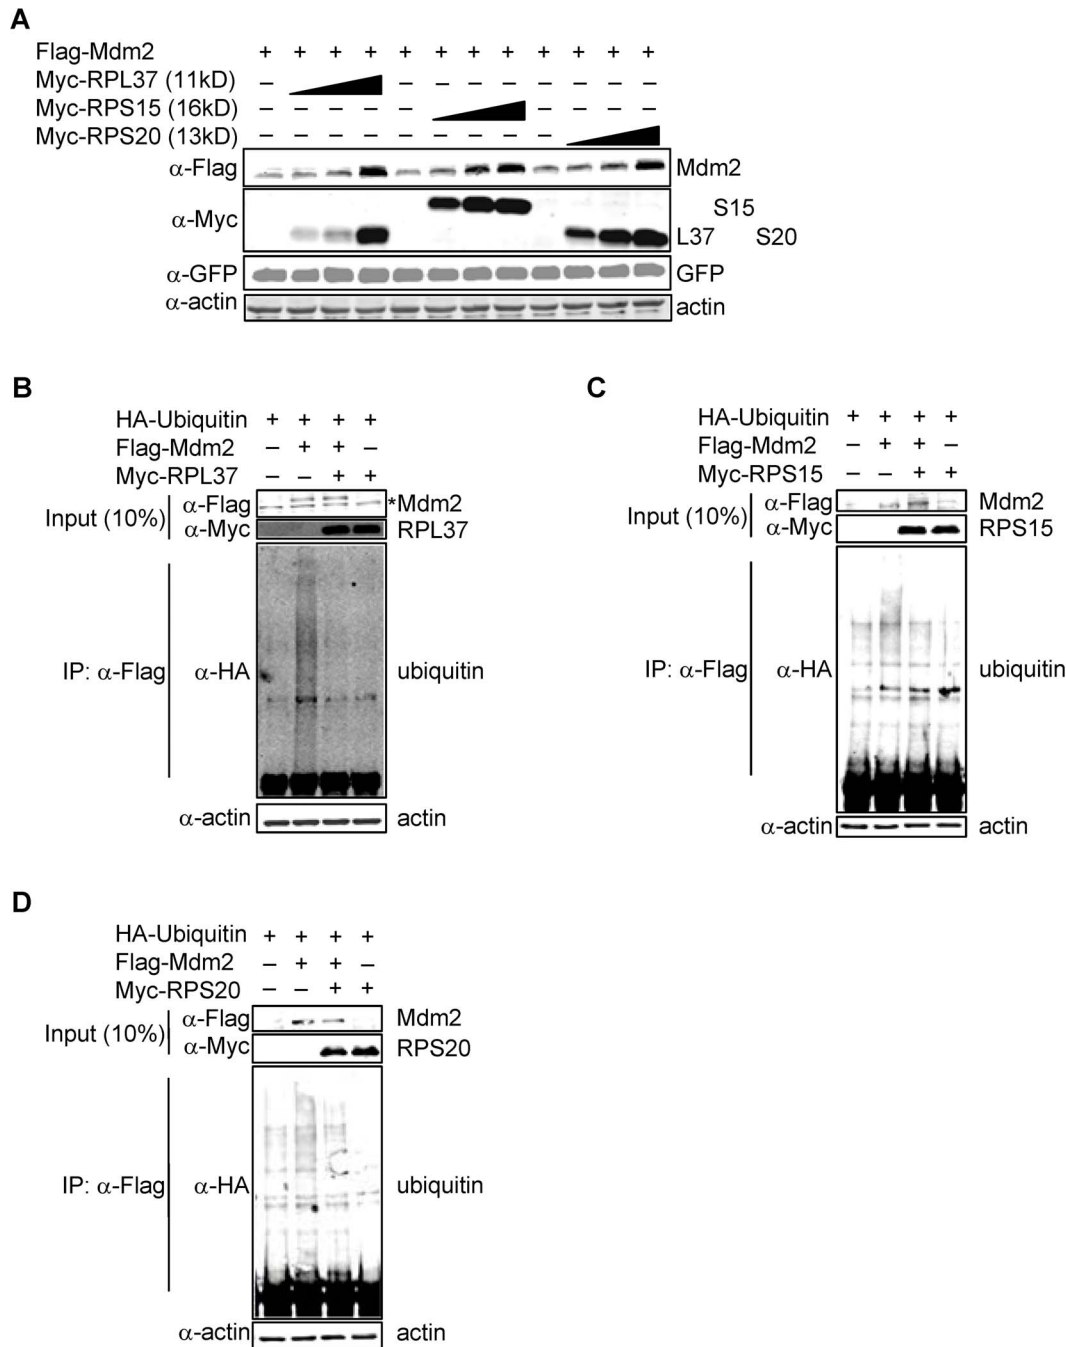 A
Flag-Mdm2 + + + + + + + + + + + +
Myc-RPL37 (11kD) – – – – – – – – –
Myc-RPS15 (16kD) – – – – – – – – –
Myc-RPS20 (13kD) – – – – – – – – –
α-Flag Mdm2
α-Myc S15
L37 S20
α-GFP GFP
α-actin actin
B
HA-Ubiquitin + + + +
Flag-Mdm2 – + + –
Myc-RPL37 – – + +
Input (10%) α-Flag *Mdm2
α-Myc RPL37
IP: α-Flag α-HA ubiquitin
α-actin actin
C
HA-Ubiquitin + + + +
Flag-Mdm2 – + + –
Myc-RPS15 – – + +
Input (10%) α-Flag Mdm2
α-Myc RPS15
IP: α-Flag α-HA ubiquitin
α-actin actin
D
HA-Ubiquitin + + + +
Flag-Mdm2 – + + –
Myc-RPS20 – – + +
Input (10%) α-Flag Mdm2
α-Myc RPS20
IP: α-Flag α-HA ubiquitin
α-actin actin